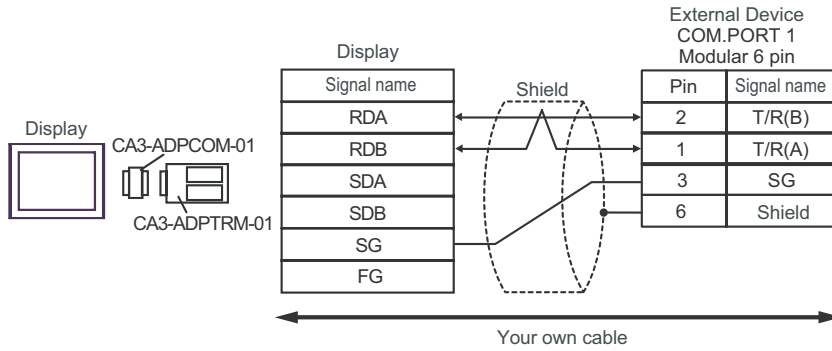 External Device
COM.PORT 1
Modular 6 pin
Display
Signal name
Shield
Pin
Signal name
RDA
2
T/R(B)
Display
CA3-ADPCOM-01
RDB
1
T/R(A)
SDA
3
SG
CA3-ADPTRM-01
SDB
6
Shield
SG
FG
Your own cable